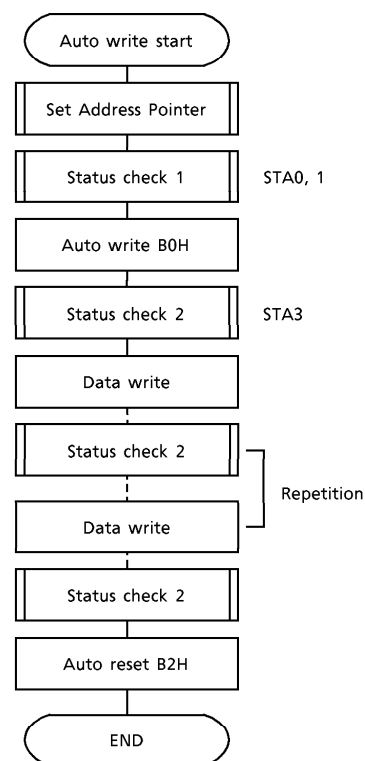 Auto write start
Set Address Pointer
Status check 1
STA0, 1
Auto write B0H
Status check 2
STA3
Data write
Status check 2
Repetition
Data write
Status check 2
Auto reset B2H
END